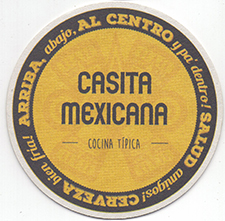 ARRIBA, abajo, AL CENTRO y pa' dentro! SALUD amigos! CERVEZA bien fría!
CASITA
MEXICANA
COCINA TÍPICA